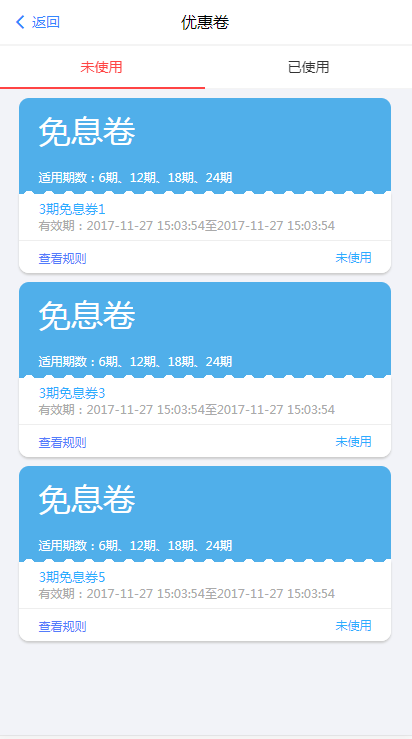 返回
优惠卷
未使用
已使用
免息卷
适用期数：6期、12期、18期、24期
3期免息券1
有效期：2017-11-27 15:03:54至2017-11-27 15:03:54
查看规则
未使用
免息卷
适用期数：6期、12期、18期、24期
3期免息券3
有效期：2017-11-27 15:03:54至2017-11-27 15:03:54
查看规则
未使用
免息卷
适用期数：6期、12期、18期、24期
3期免息券5
有效期：2017-11-27 15:03:54至2017-11-27 15:03:54
查看规则
未使用